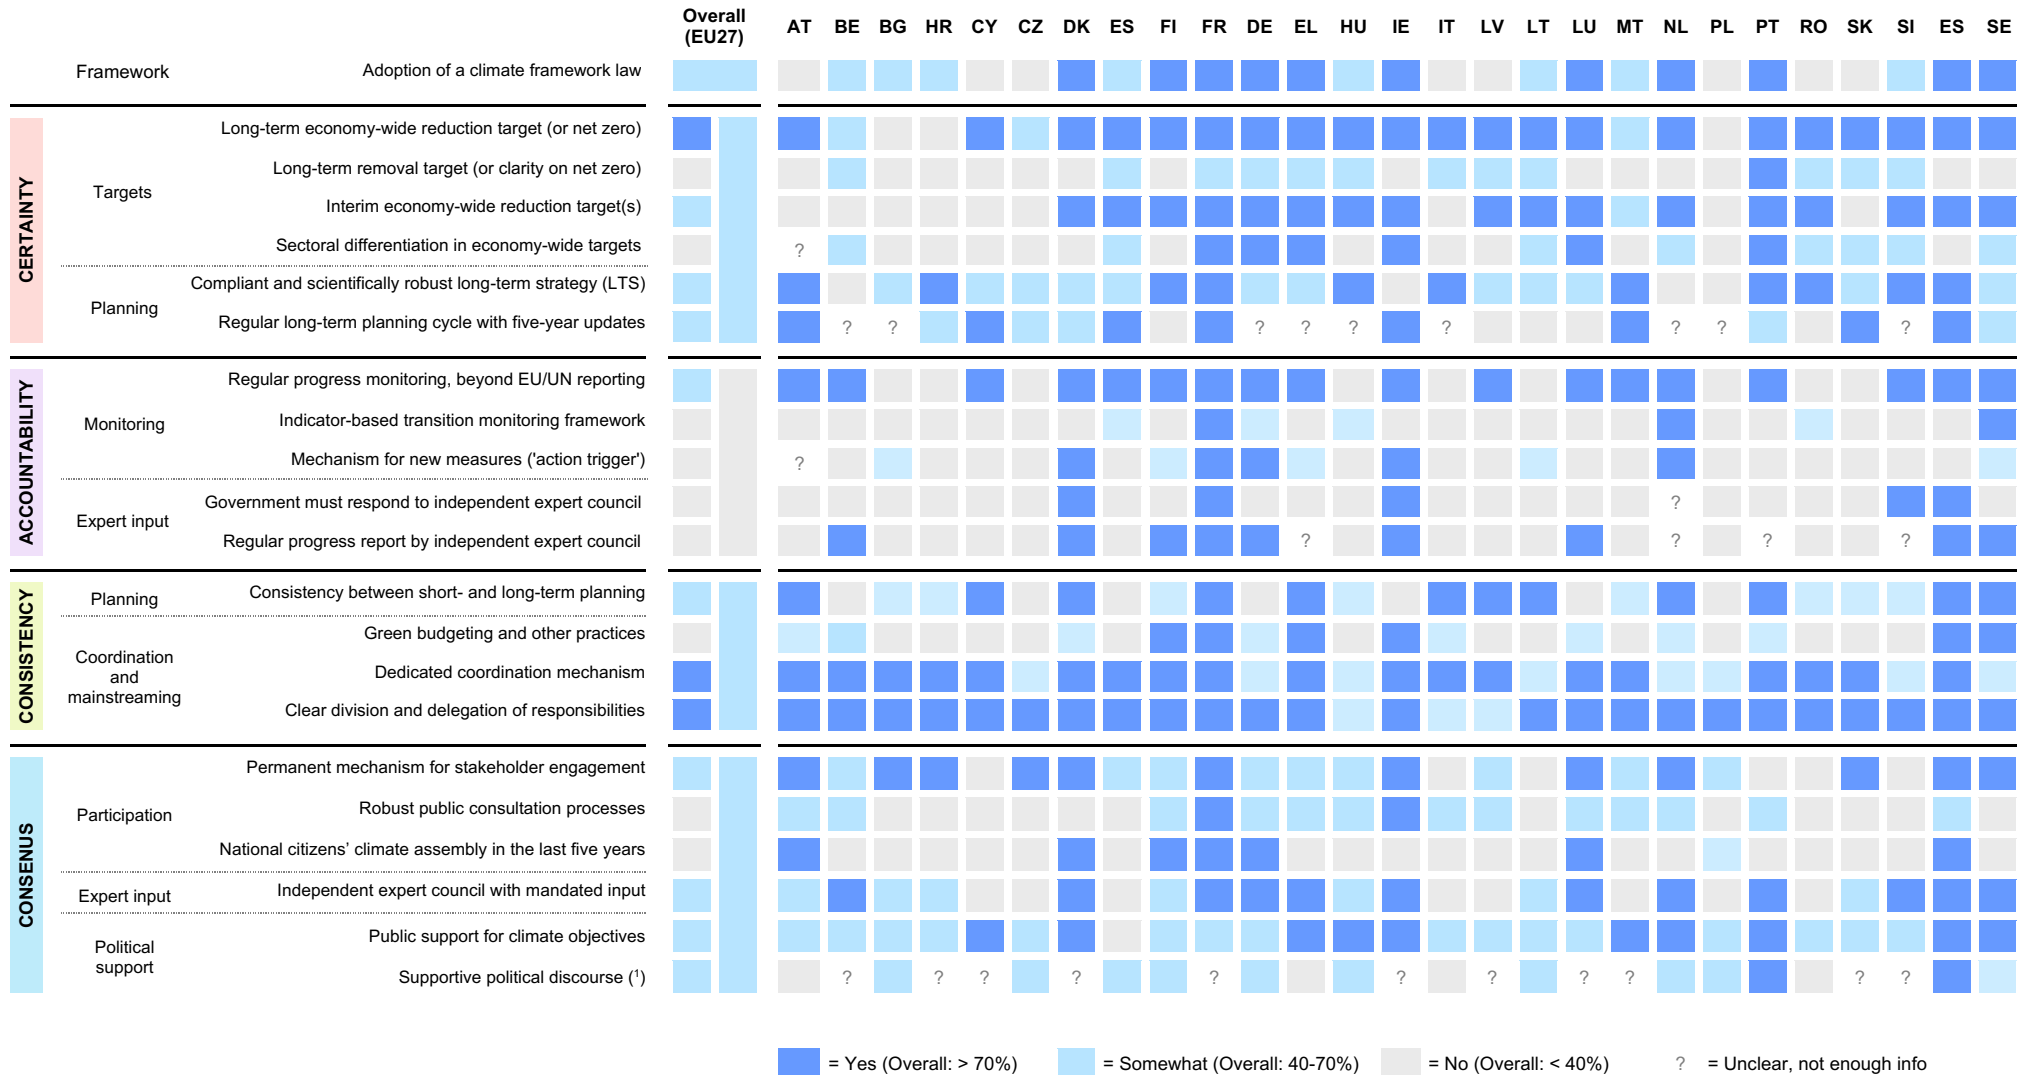 Overall
(EU27)
AT BE BG HR CY CZ DK ES FI FR DE EL HU IE IT LV LT LU MT NL PL PT RO SK SI ES SE
Framework
Adoption of a climate framework law
CERTAINTY
Targets
Long-term economy-wide reduction target (or net zero)
Long-term removal target (or clarity on net zero)
Interim economy-wide reduction target(s)
Sectoral differentiation in economy-wide targets
?
Planning
Compliant and scientifically robust long-term strategy (LTS)
Regular long-term planning cycle with five-year updates
? ? ? ? ? ? ? ? ?
ACCOUNTABILITY
Monitoring
Regular progress monitoring, beyond EU/UN reporting
Indicator-based transition monitoring framework
Mechanism for new measures ('action trigger')
?
Expert input
Government must respond to independent expert council
?
Regular progress report by independent expert council
? ? ? ?
CONSISTENCY
Planning
Consistency between short- and long-term planning
Coordination
and
mainstreaming
Green budgeting and other practices
Dedicated coordination mechanism
Clear division and delegation of responsibilities
CONSENUS
Participation
Permanent mechanism for stakeholder engagement
Robust public consultation processes
National citizens' climate assembly in the last five years
Expert input
Independent expert council with mandated input
Political
support
Public support for climate objectives
Supportive political discourse (¹)
? ? ? ? ? ? ? ? ? ? ?
= Yes (Overall: > 70%)
= Somewhat (Overall: 40-70%)
= No (Overall: < 40%)
? = Unclear, not enough info